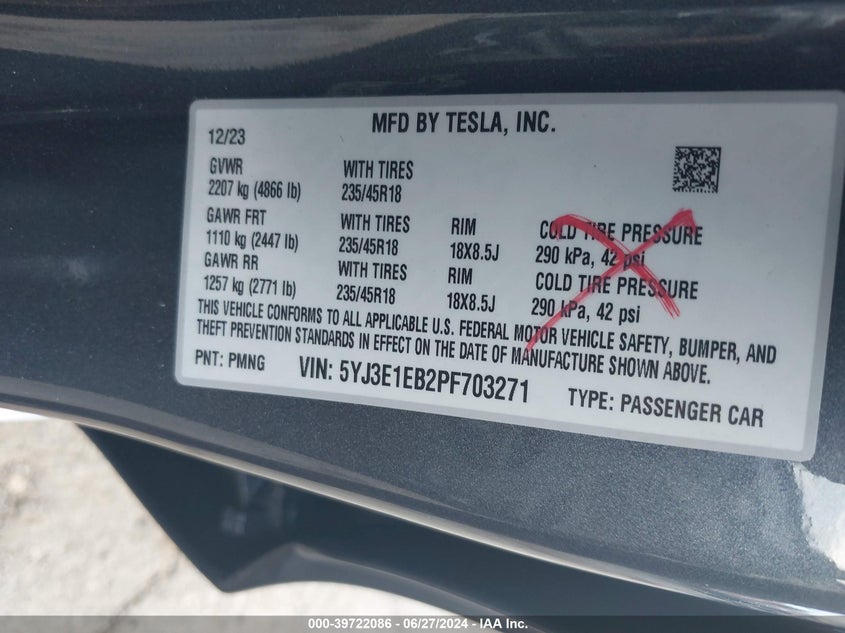 12/23
MFD BY TESLA, INC.
GVWR
2207 kg (4866 lb)
WITH TIRES
235/45R18
GAWR FRT
1110 kg (2447 lb)
WITH TIRES
235/45R18
RIM
18X8.5J
COLD TIRE PRESSURE
290 kPa, 42 psi
GAWR RR
1257 kg (2771 lb)
WITH TIRES
235/45R18
RIM
18X8.5J
COLD TIRE PRESSURE
290 kPa, 42 psi
THIS VEHICLE CONFORMS TO ALL APPLICABLE U.S. FEDERAL MOTOR VEHICLE SAFETY, BUMPER, AND
THEFT PREVENTION STANDARDS IN EFFECT ON THE DATE OF MANUFACTURE SHOWN ABOVE.
PNT: PMNG
VIN: 5YJ3E1EB2PF703271
TYPE: PASSENGER CAR
000-39722086 - 06/27/2024 - IAAI, Inc.